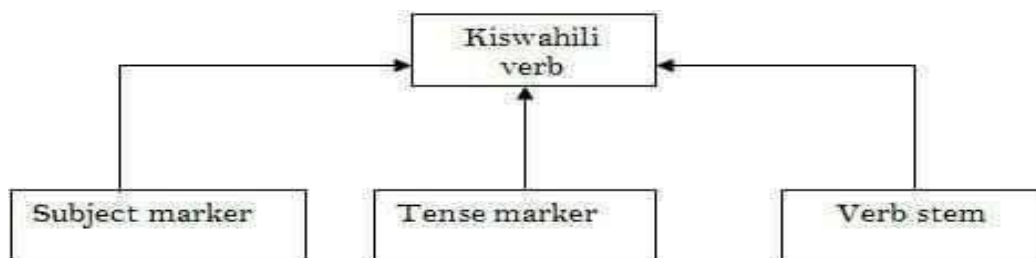 Kiswahili
verb
Subject marker
Tense marker
Verb stem